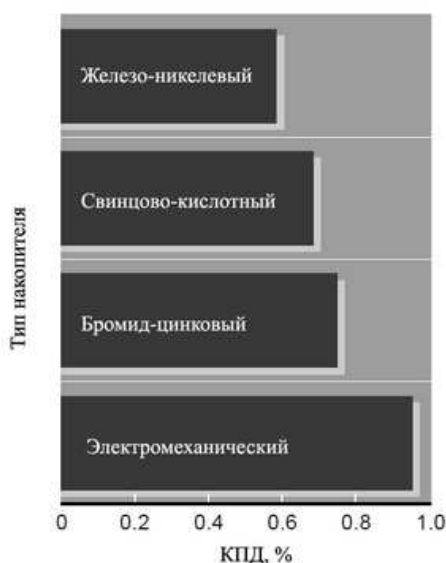 Железо-никелевый
Свинцово-кислотный
Бромид-цинковый
Электромеханический
Тип накопителя
0 0.2 0.4 0.6 0.8 1.0
КПД, %